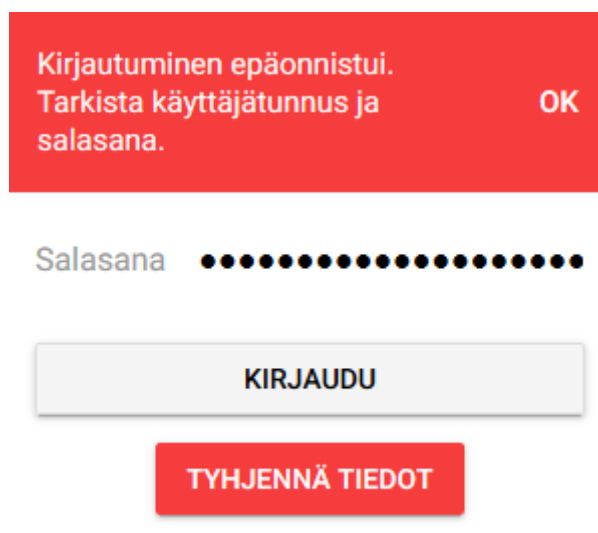 Kirjautuminen epäonnistui.
Tarkista käyttäjätunnus ja
salasana.
OK
Salasana ••••••••••••••••••••
KIRJAUDU
TYHJENNÄ TIEDOT